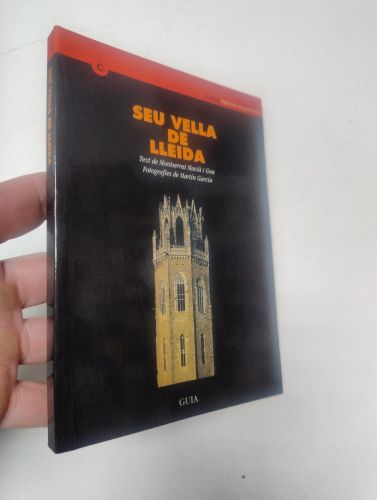 C
SEU VELLA
DE
LLEIDA
Text de Montserrat Macià i Gou
Fotografies de Martín García
GUIA